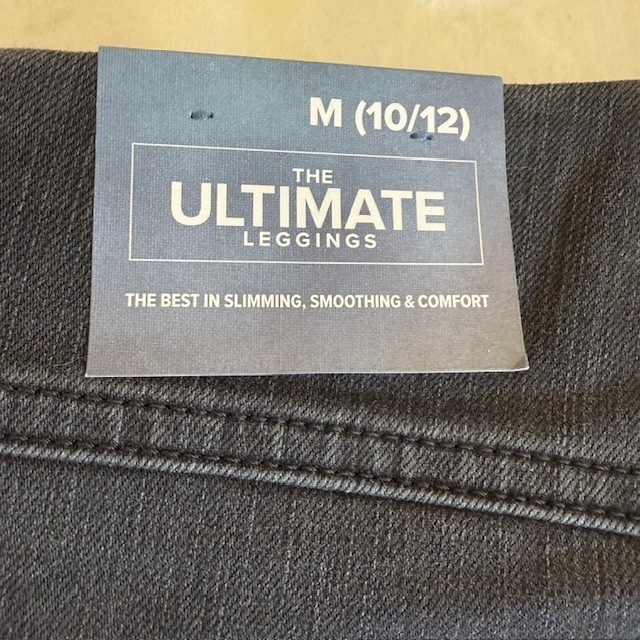 M (10/12)
THE
ULTIMATE
LEGGINGS
THE BEST IN SLIMMING, SMOOTHING & COMFORT